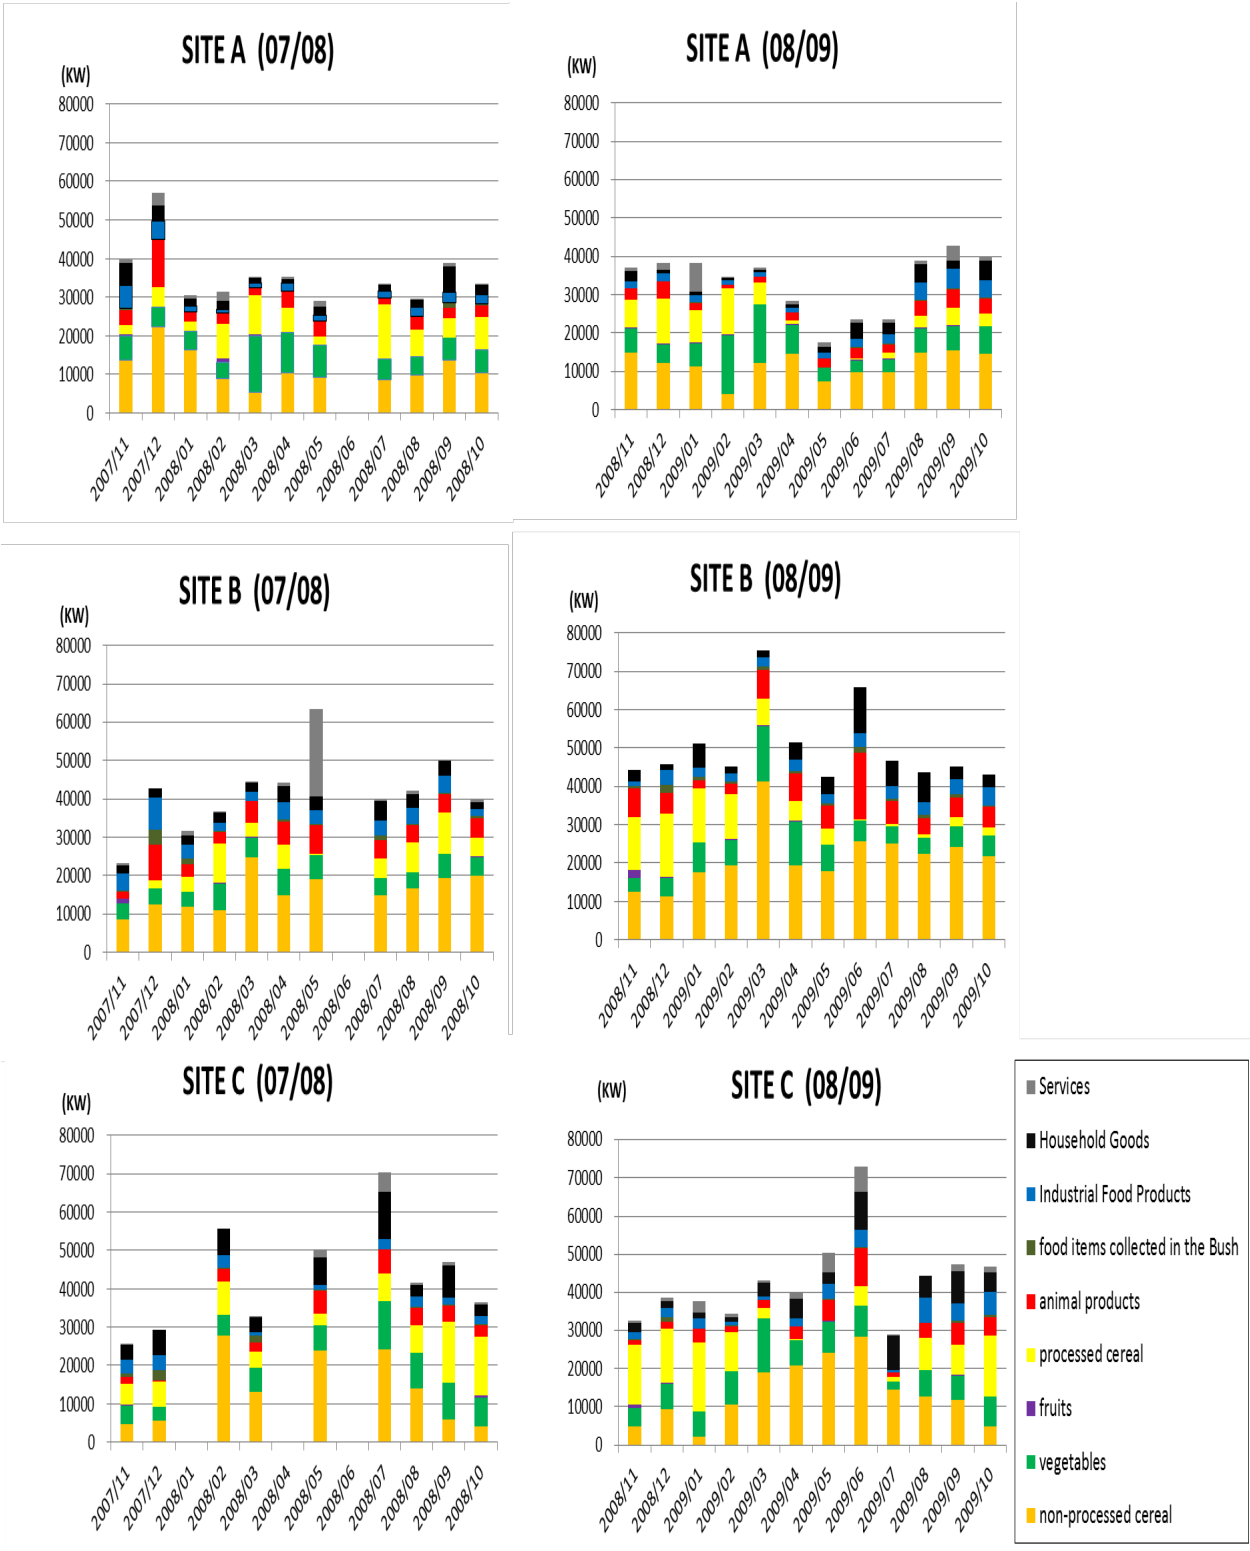 SITE A (07/08)
(KW)
80000
70000
60000
50000
40000
30000
20000
10000
0
2007/11 2007/12 2008/01 2008/02 2008/03 2008/04 2008/05 2008/06 2008/07 2008/08 2008/09 2008/10
SITE A (08/09)
(KW)
80000
70000
60000
50000
40000
30000
20000
10000
0
2008/11 2008/12 2009/01 2009/02 2009/03 2009/04 2009/05 2009/06 2009/07 2009/08 2009/09 2009/10
SITE B (07/08)
(KW)
80000
70000
60000
50000
40000
30000
20000
10000
0
2007/11 2007/12 2008/01 2008/02 2008/03 2008/04 2008/05 2008/06 2008/07 2008/08 2008/09 2008/10
SITE B (08/09)
(KW)
80000
70000
60000
50000
40000
30000
20000
10000
0
2008/11 2008/12 2009/01 2009/02 2009/03 2009/04 2009/05 2009/06 2009/07 2009/08 2009/09 2009/10
SITE C (07/08)
(KW)
80000
70000
60000
50000
40000
30000
20000
10000
0
2007/11 2007/12 2008/01 2008/02 2008/03 2008/04 2008/05 2008/06 2008/07 2008/08 2008/09 2008/10
SITE C (08/09)
(KW)
80000
70000
60000
50000
40000
30000
20000
10000
0
2008/11 2008/12 2009/01 2009/02 2009/03 2009/04 2009/05 2009/06 2009/07 2009/08 2009/09 2009/10
Services
Household Goods
Industrial Food Products
food items collected in the Bush
animal products
processed cereal
fruits
vegetables
non-processed cereal